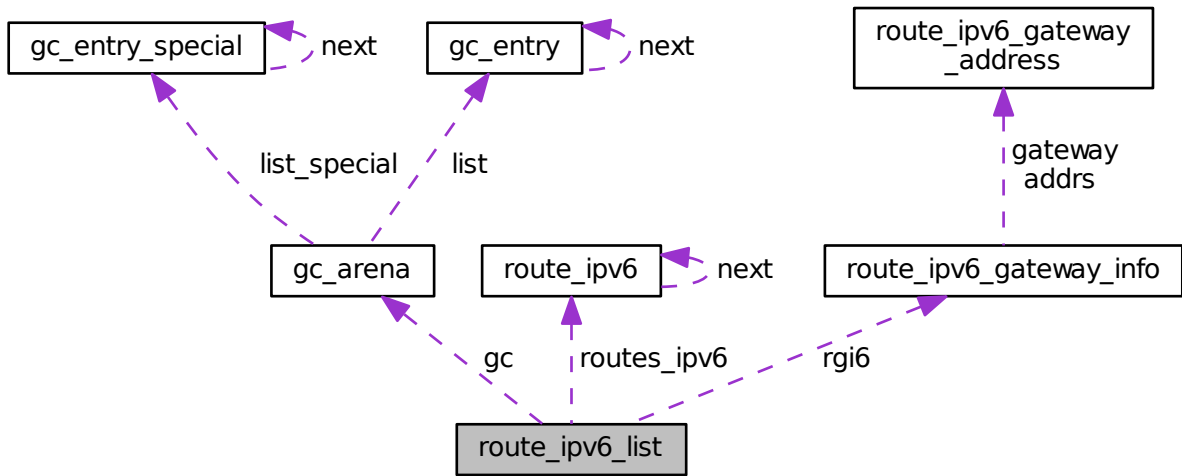 gc_entry_special
next
gc_entry
next
route_ipv6_gateway
_address
list_special
list
gateway
addrs
gc_arena
route_ipv6
next
route_ipv6_gateway_info
gc
routes_ipv6
rgi6
route_ipv6_list